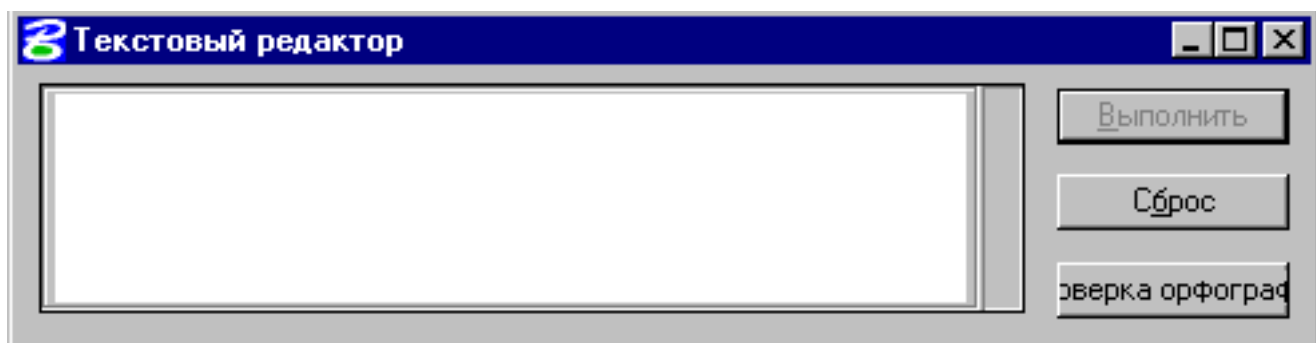 Текстовый редактор
Выполнить
Сброс
оверка орфограф